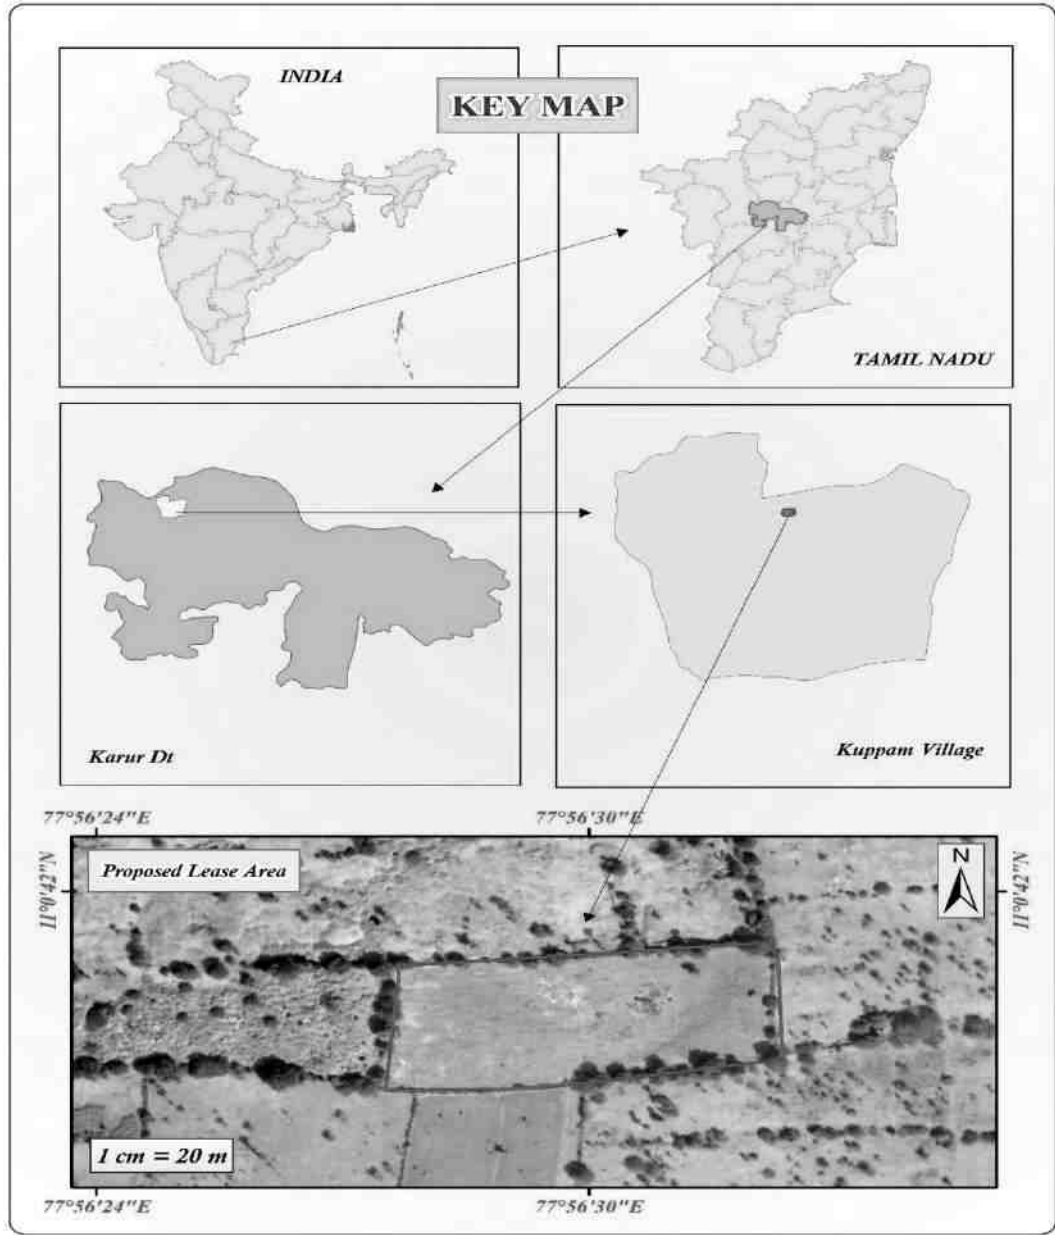 INDIA
KEY MAP
TAMIL NADU
Karur Dt
Kuppam Village
77°56'24"E
77°56'30"E
11°0'42"N
11°0'42"N
Proposed Lease Area
N
1 cm = 20 m
77°56'24"E
77°56'30"E